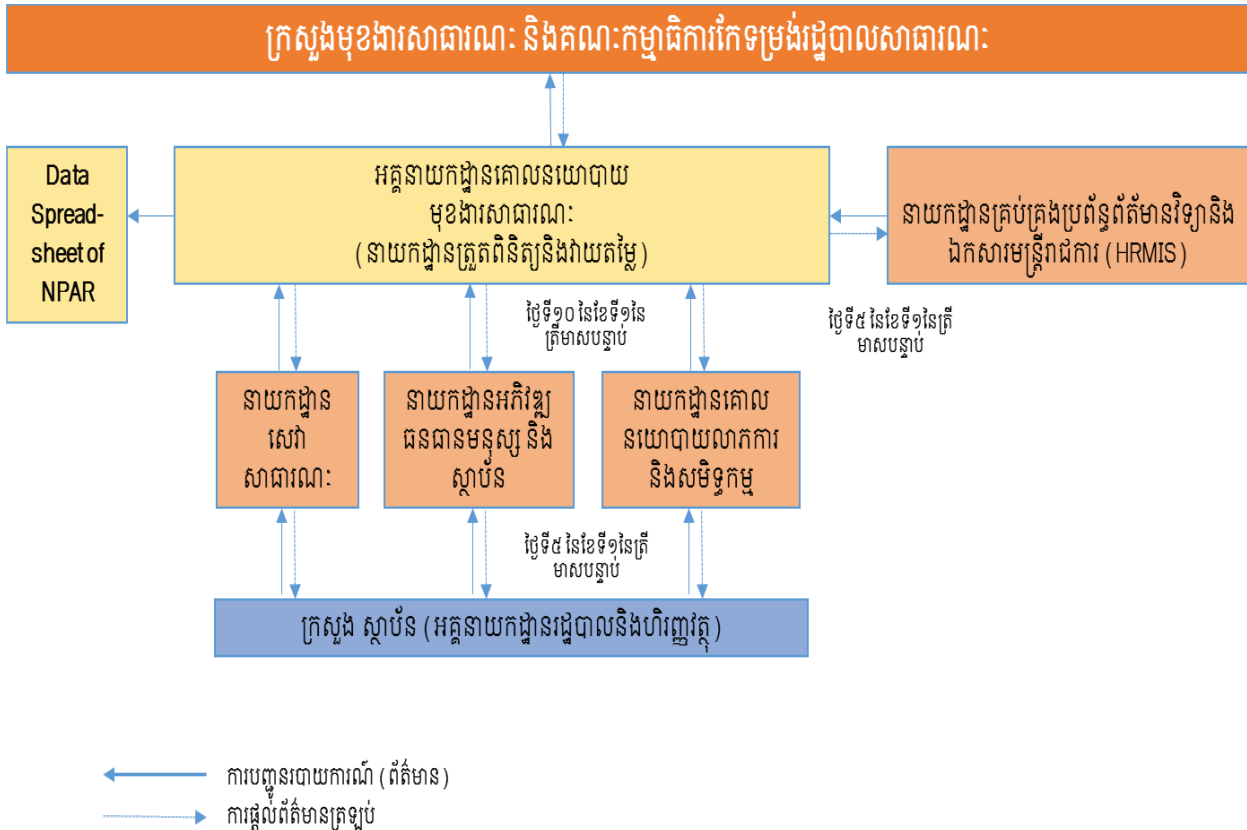 ក្រសួងមុខងារសាធារណៈ និងគណៈកម្មាធិការកែទម្រង់រដ្ឋបាលសាធារណៈ
Data
Spread-
sheet of
NPAR
អគ្គនាយកដ្ឋានគោលនយោបាយ
មុខងារសាធារណៈ
(នាយកដ្ឋានត្រួតពិនិត្យនិងវាយតម្លៃ)
នាយកដ្ឋានគ្រប់គ្រងប្រព័ន្ធព័ត៌មានវិទ្យានិង
ឯកសារមន្ត្រីរាជការ (HRMIS)
ថ្ងៃទី១០ នៃខែទី១នៃ
ត្រីមាសបន្ទាប់
ថ្ងៃទី៥ នៃខែទី១នៃត្រី
មាសបន្ទាប់
នាយកដ្ឋាន
សេវា
សាធារណៈ
នាយកដ្ឋានអភិវឌ្ឍ
ធនធានមនុស្ស និង
ស្ថាប័ន
នាយកដ្ឋានគោល
នយោបាយលាភការ
និងសមិទ្ធកម្ម
ថ្ងៃទី៥ នៃខែទី១នៃត្រី
មាសបន្ទាប់
ក្រសួង ស្ថាប័ន (អគ្គនាយកដ្ឋានរដ្ឋបាលនិងហិរញ្ញវត្ថុ)
ការបញ្ជូនរបាយការណ៍ (ព័ត៌មាន)
ការផ្តល់ព័ត៌មានត្រឡប់